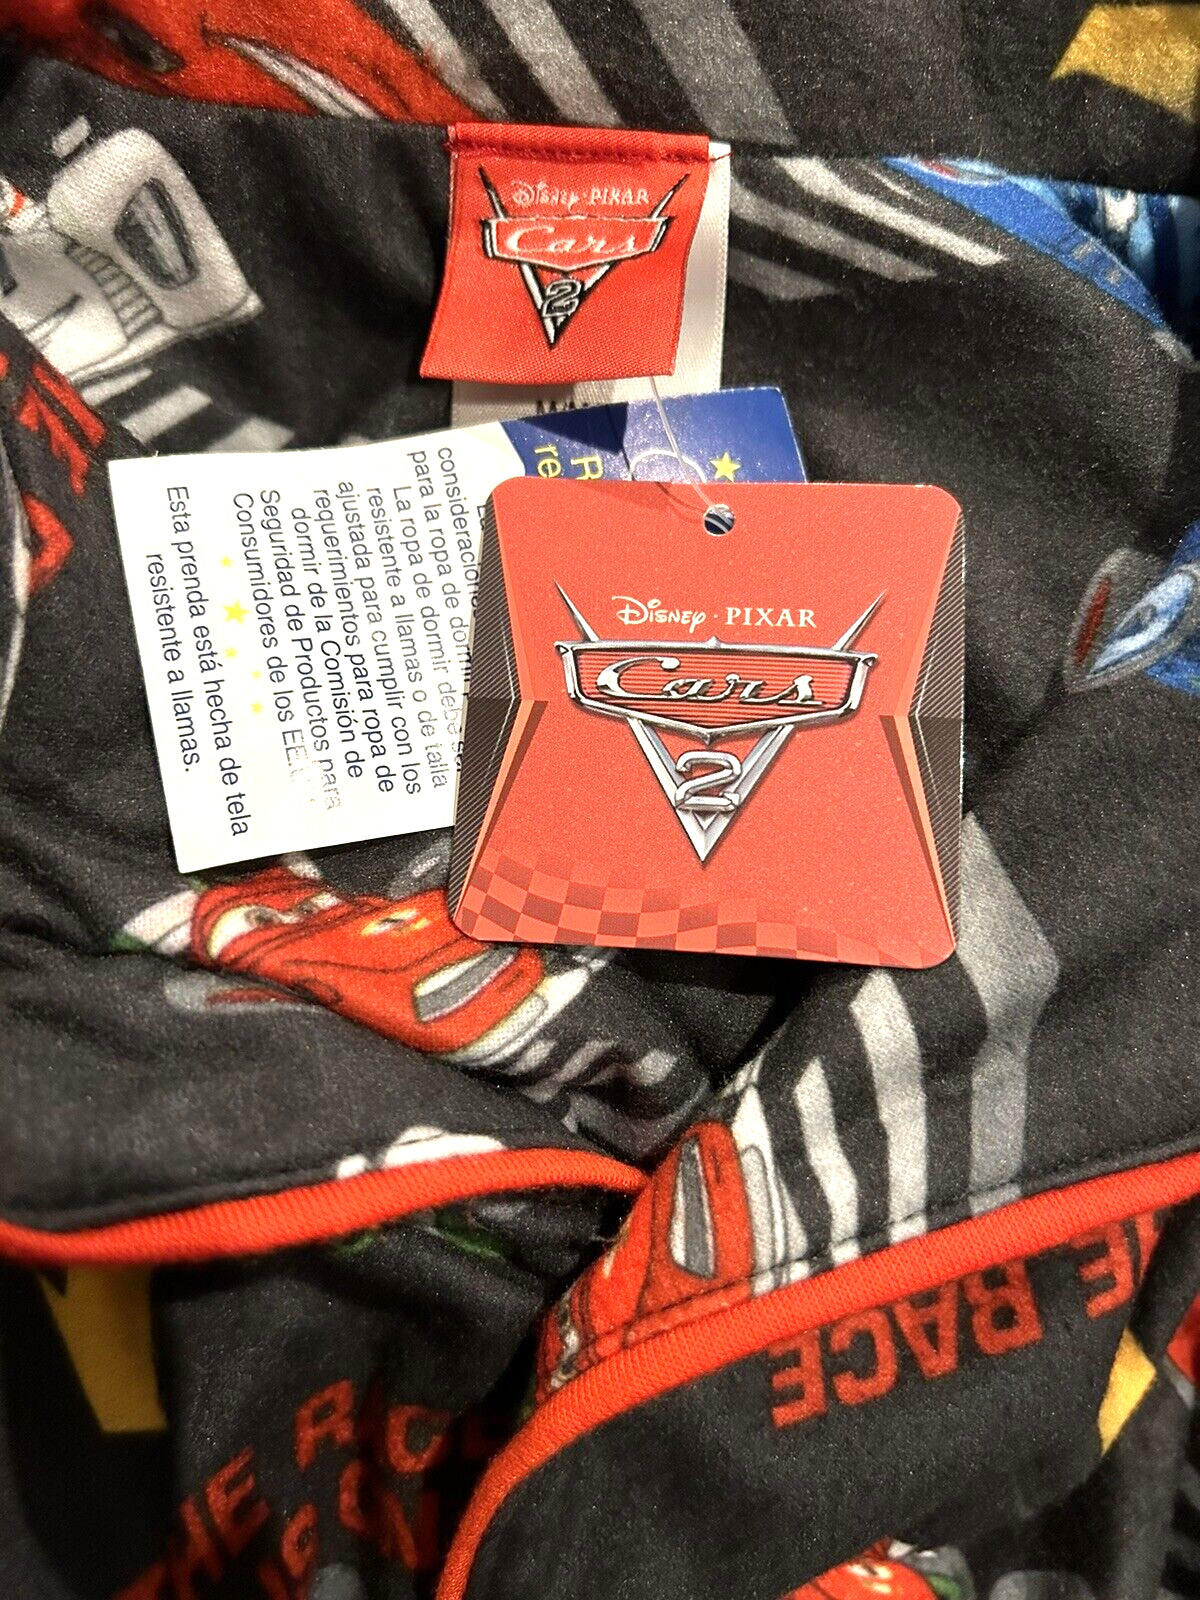 Disney · PIXAR
Cars
2
Disney · PIXAR
Cars
2
consideracion
para la ropa de dormir debe
La ropa de dormir
resistente a llamas o de talla
ajustada para cumplir con los
requerimientos para ropa de
dormir de la Comisión de
Seguridad de Productos para
Consumidores de los EE.
Esta prenda está hecha de tela
resistente a llamas.
RACE
THE